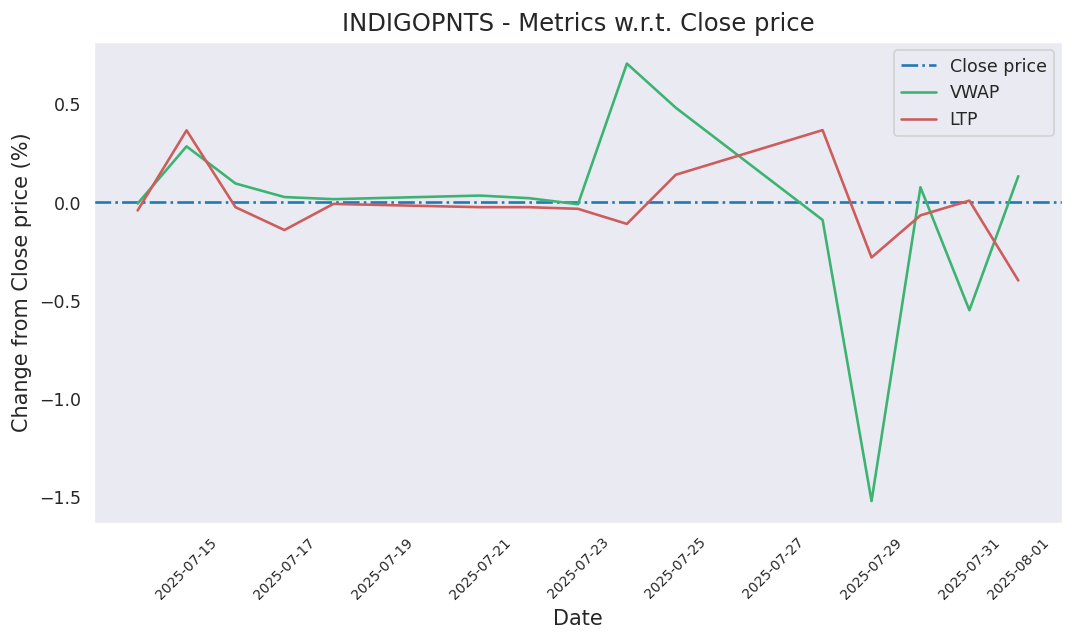 INDIGOPNTS - Metrics w.r.t. Close price
Close price
VWAP
LTP
Change from Close price (%)
0.5
0.0
−0.5
−1.0
−1.5
2025-07-15
2025-07-17
2025-07-19
2025-07-21
2025-07-23
2025-07-25
2025-07-27
2025-07-29
2025-07-31
2025-08-01
Date